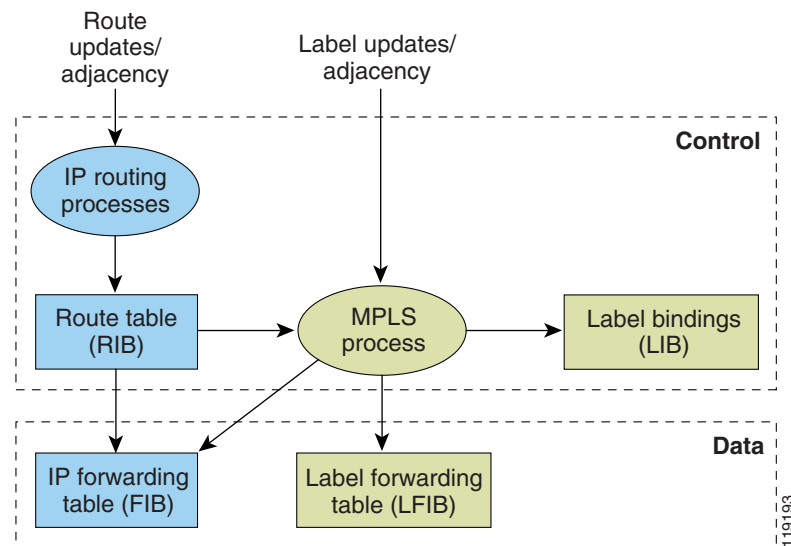 Route
updates/
adjacency
Label updates/
adjacency
Control
IP routing
processes
Route table
(RIB)
MPLS
process
Label bindings
(LIB)
Data
IP forwarding
table (FIB)
Label forwarding
table (LFIB)
119193